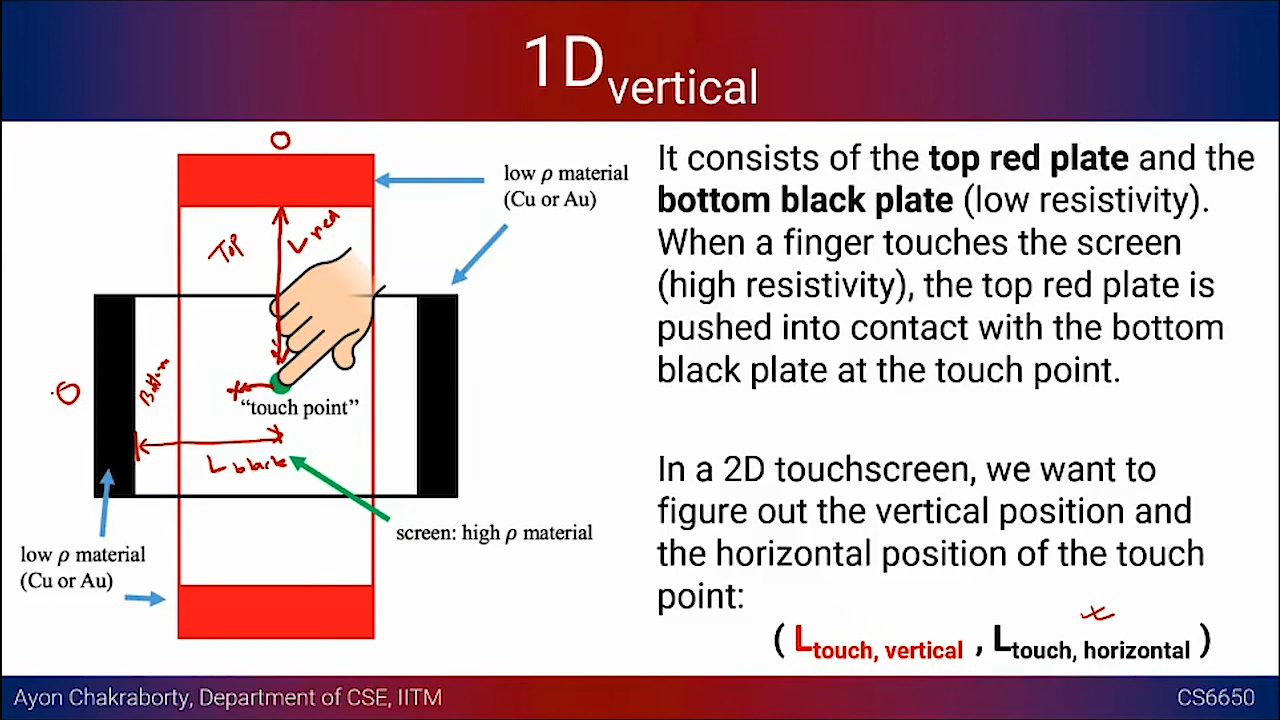 1D vertical
O
low ρ material
(Cu or Au)
TOP
L red
Bottom
O
"touch point"
L black
screen: high ρ material
low ρ material
(Cu or Au)
It consists of the top red plate and the
bottom black plate (low resistivity).
When a finger touches the screen
(high resistivity), the top red plate is
pushed into contact with the bottom
black plate at the touch point.
In a 2D touchscreen, we want to
figure out the vertical position and
the horizontal position of the touch
point:
( Ltouch, vertical , Ltouch, horizontal )
Ayon Chakraborty, Department of CSE, IITM
CS6650